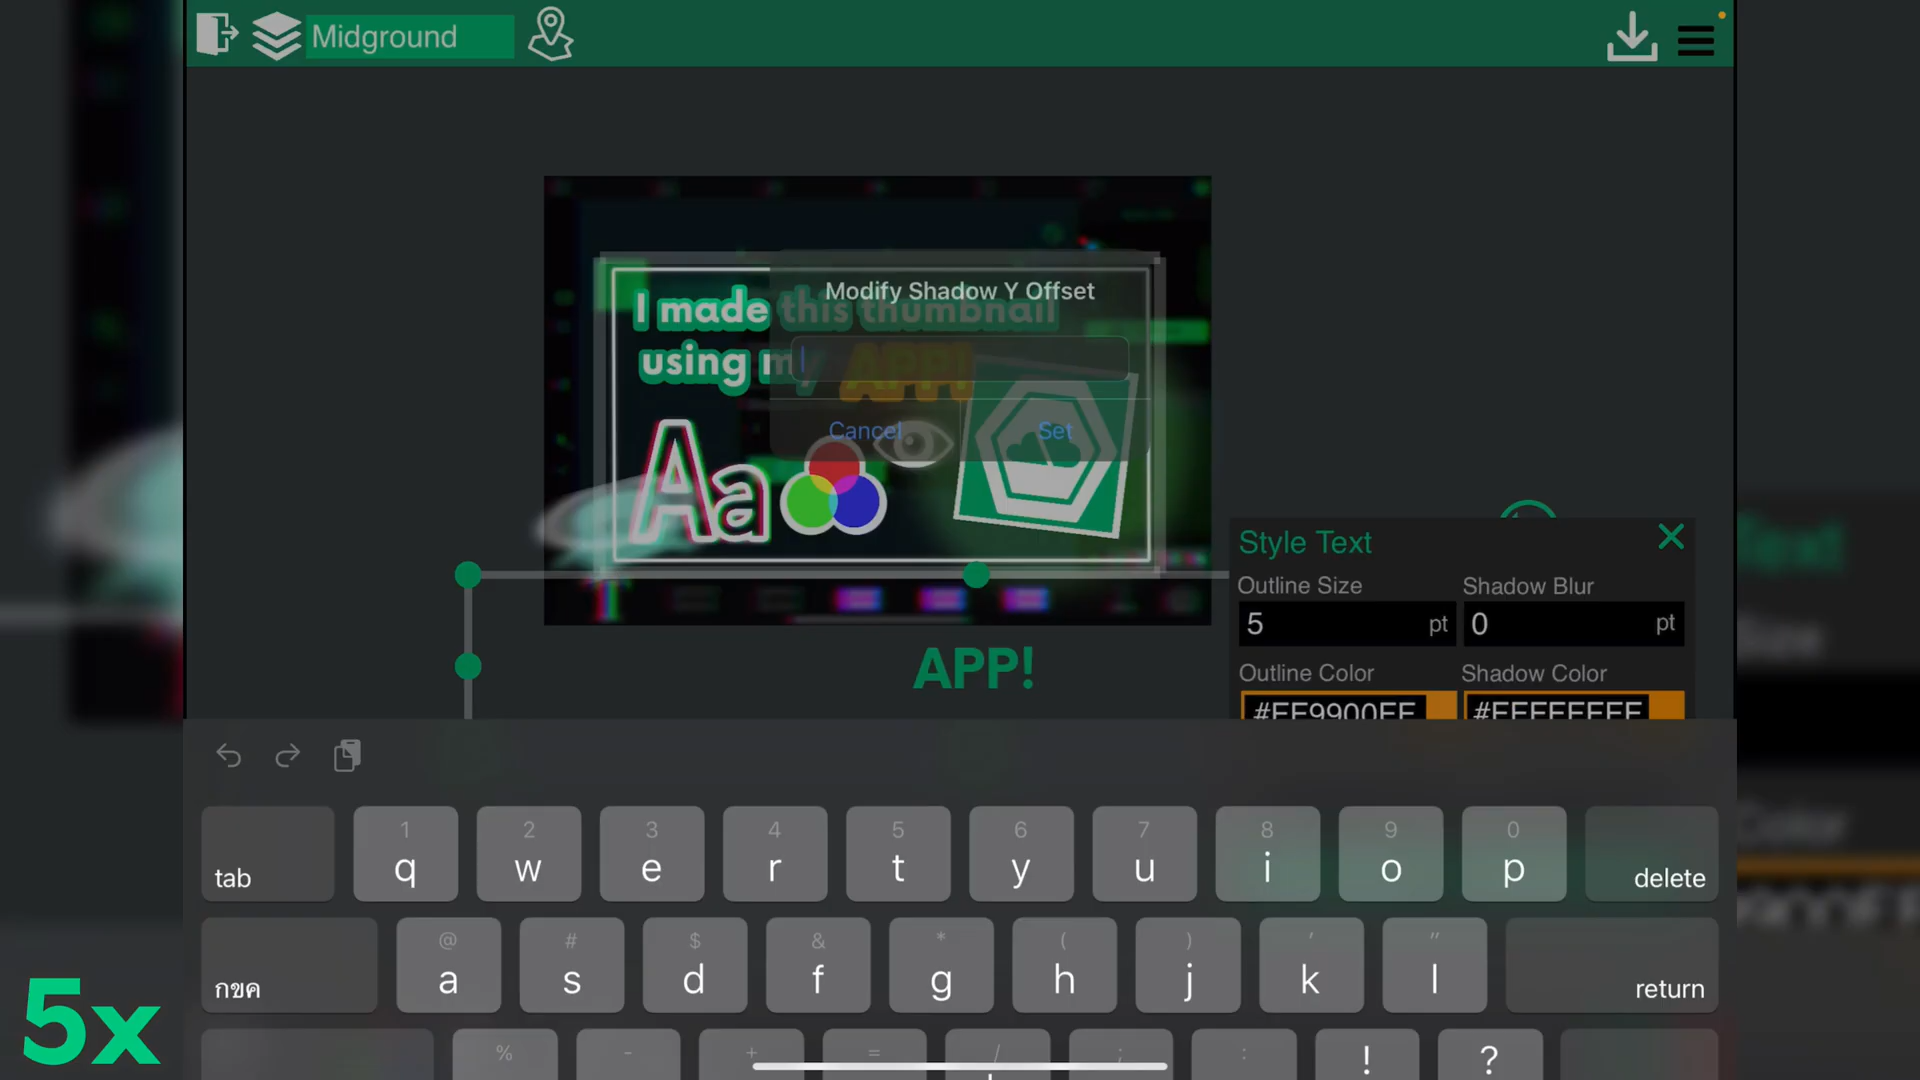 Midground
Modify Shadow Y Offset
I made this thumbnail
using my APP!
Cancel
Set
Aa
Style Text
Outline Size
Shadow Blur
5 pt
0 pt
Outline Color
Shadow Color
APP!
1 2 3 4 5 6 7 8 9 0
tab q w e r t y u i o p delete
@ # $ & * ( ) ' "
กขค a s d f g h j k l return
% - + = / ; : ! ?
5x